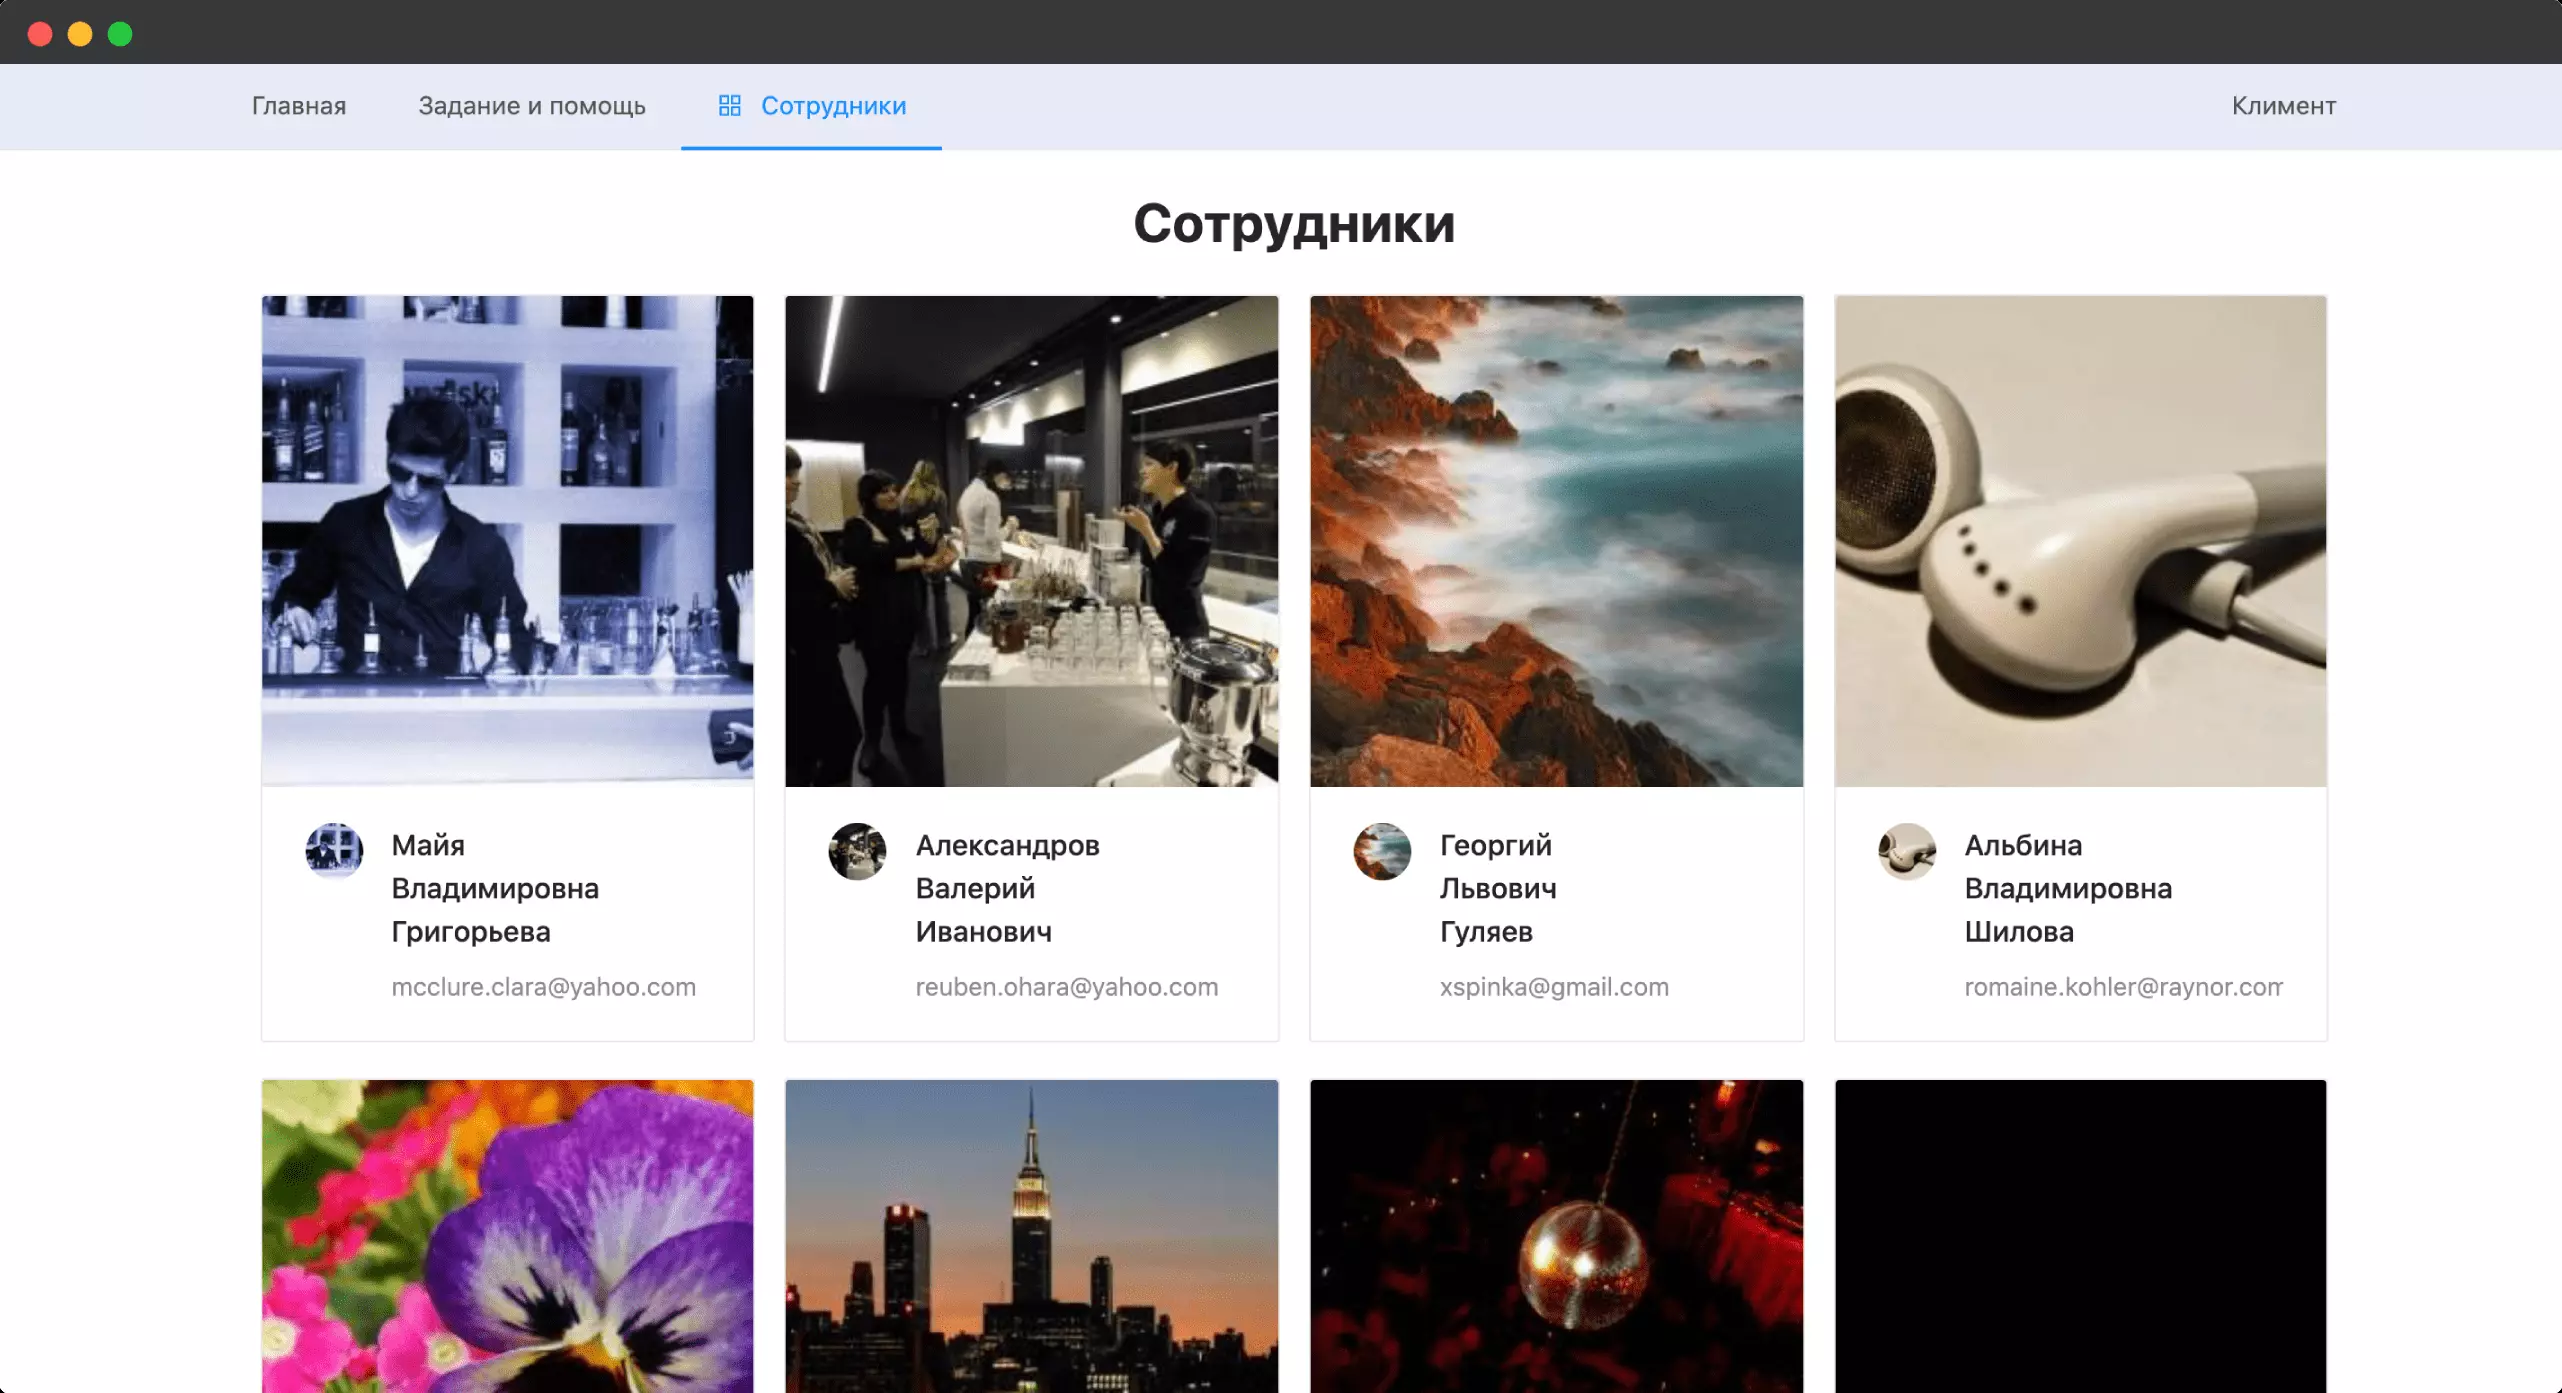 Главная Задание и помощь Сотрудники Климент
Сотрудники
Майя
Владимировна
Григорьева
mcclure.clara@yahoo.com
Александров
Валерий
Иванович
reuben.ohara@yahoo.com
Георгий
Львович
Гуляев
xspinka@gmail.com
Альбина
Владимировна
Шилова
romaine.kohler@raynor.com